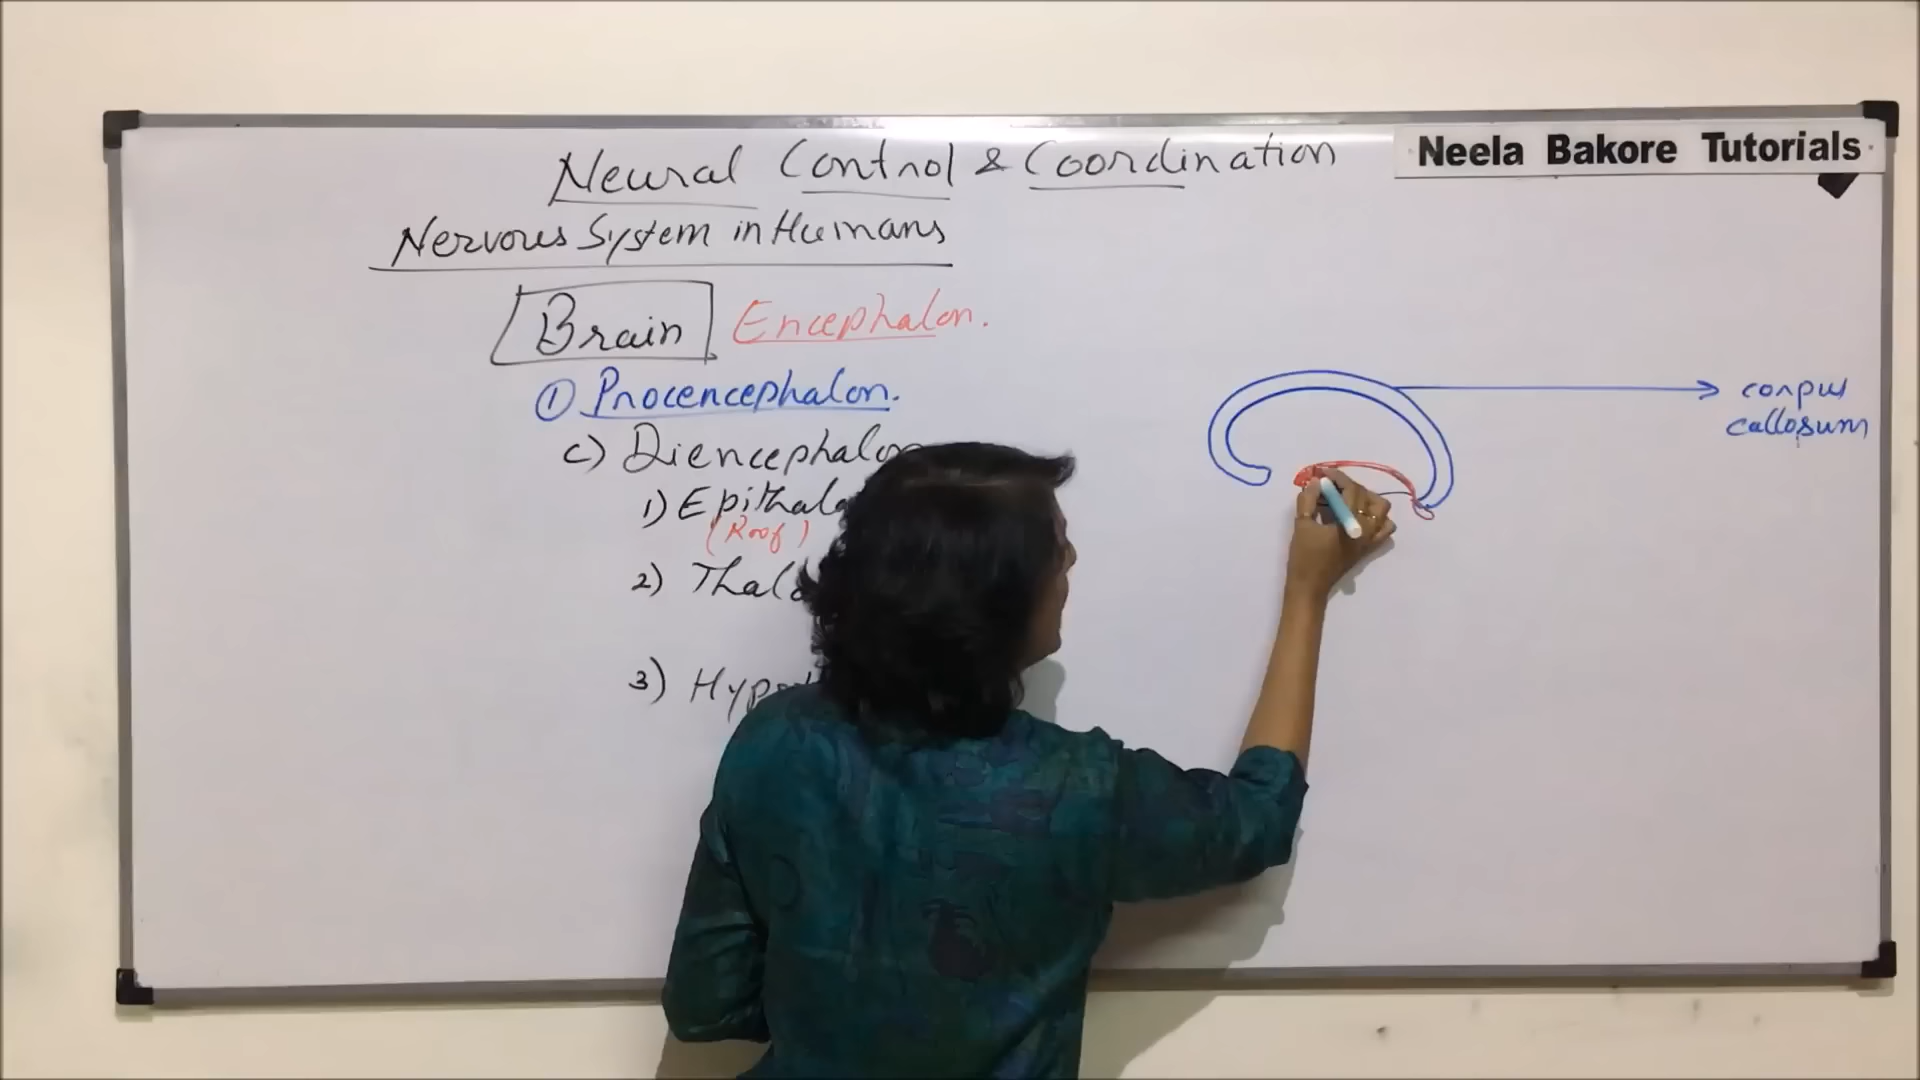 Neela Bakore Tutorials
Neural Control & Coordination
Nervous System in Humans
Brain Encephalon.
① Procencephalon.
c) Diencephalon
1) Epithal
(Roof)
2) Thal
3) Hyp
corpus
callosum